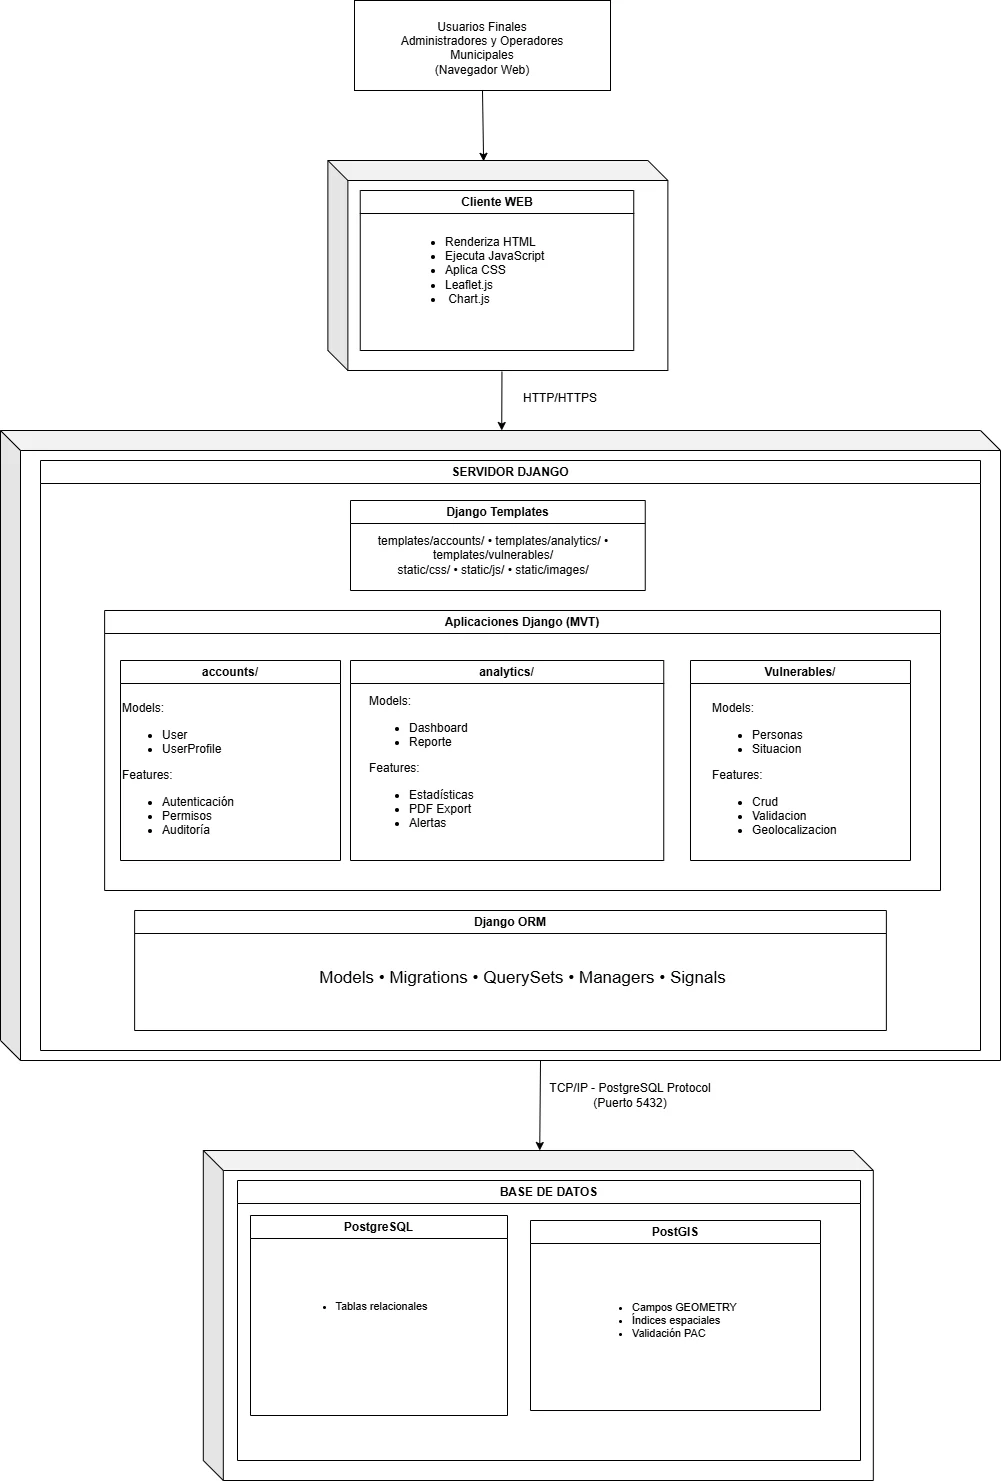 Usuarios Finales
Administradores y Operadores
Municipales
(Navegador Web)
Cliente WEB
• Renderiza HTML
• Ejecuta JavaScript
• Aplica CSS
• Leaflet.js
• Chart.js
HTTP/HTTPS
SERVIDOR DJANGO
Django Templates
templates/accounts/ • templates/analytics/ •
templates/vulnerables/
static/css/ • static/js/ • static/images/
Aplicaciones Django (MVT)
accounts/
Models:
• User
• UserProfile
Features:
• Autenticación
• Permisos
• Auditoría
analytics/
Models:
• Dashboard
• Reporte
Features:
• Estadísticas
• PDF Export
• Alertas
Vulnerables/
Models:
• Personas
• Situacion
Features:
• Crud
• Validacion
• Geolocalizacion
Django ORM
Models • Migrations • QuerySets • Managers • Signals
TCP/IP - PostgreSQL Protocol
(Puerto 5432)
BASE DE DATOS
PostgreSQL
• Tablas relacionales
PostGIS
• Campos GEOMETRY
• Índices espaciales
• Validación PAC